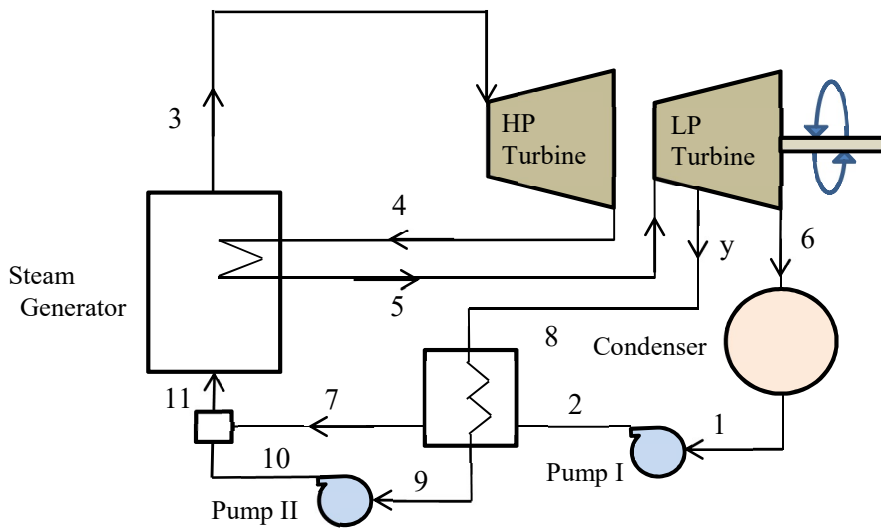 3
HP
Turbine
LP
Turbine
4
y
6
Steam
Generator
5
8
Condenser
11
7
2
1
10
9
Pump I
Pump II